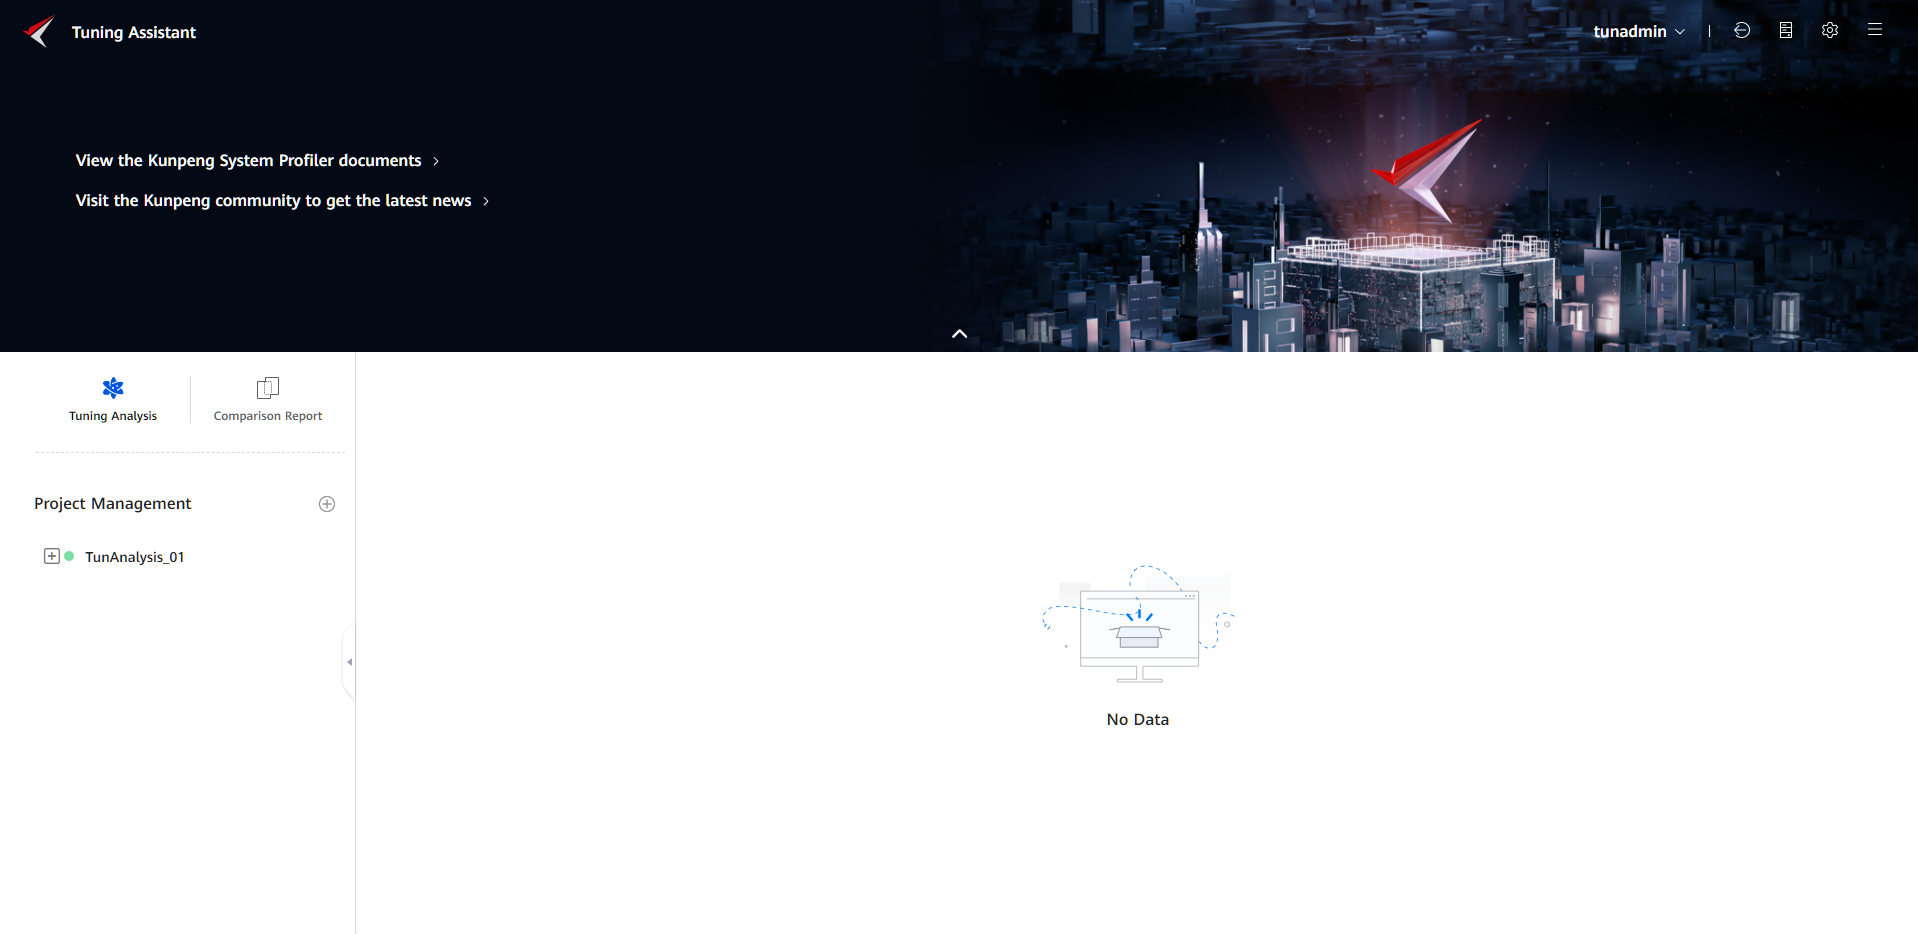 Tuning Assistant
tunadmin
View the Kunpeng System Profiler documents
Visit the Kunpeng community to get the latest news
Tuning Analysis
Comparison Report
Project Management
TunAnalysis_01
No Data